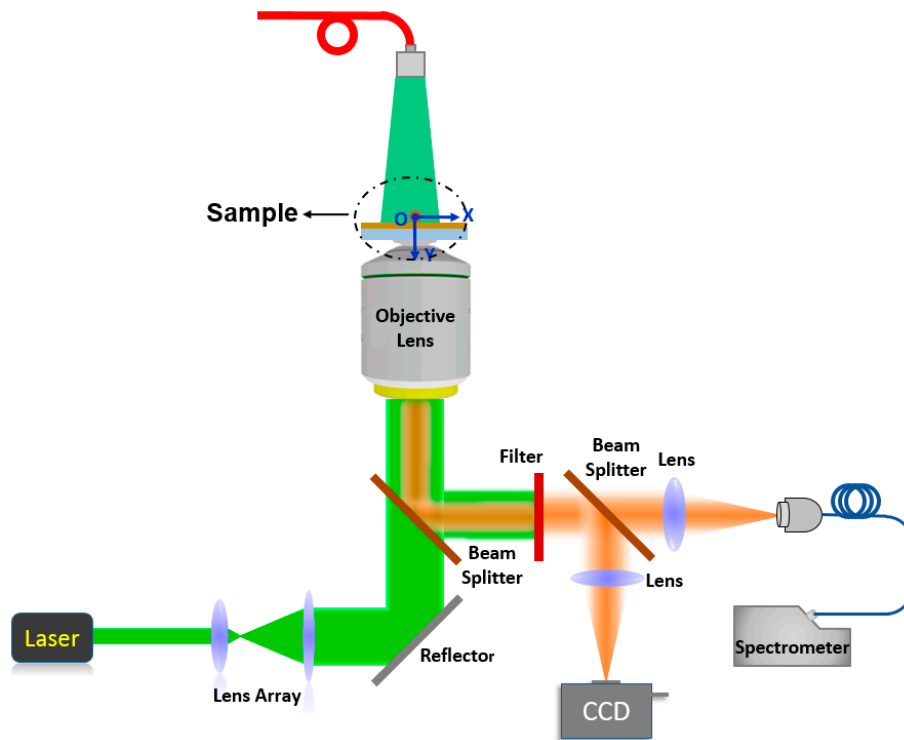 Sample
O
X
Y
Objective
Lens
Filter
Beam
Splitter
Lens
Beam
Splitter
Lens
Laser
Lens Array
Reflector
Spectrometer
CCD